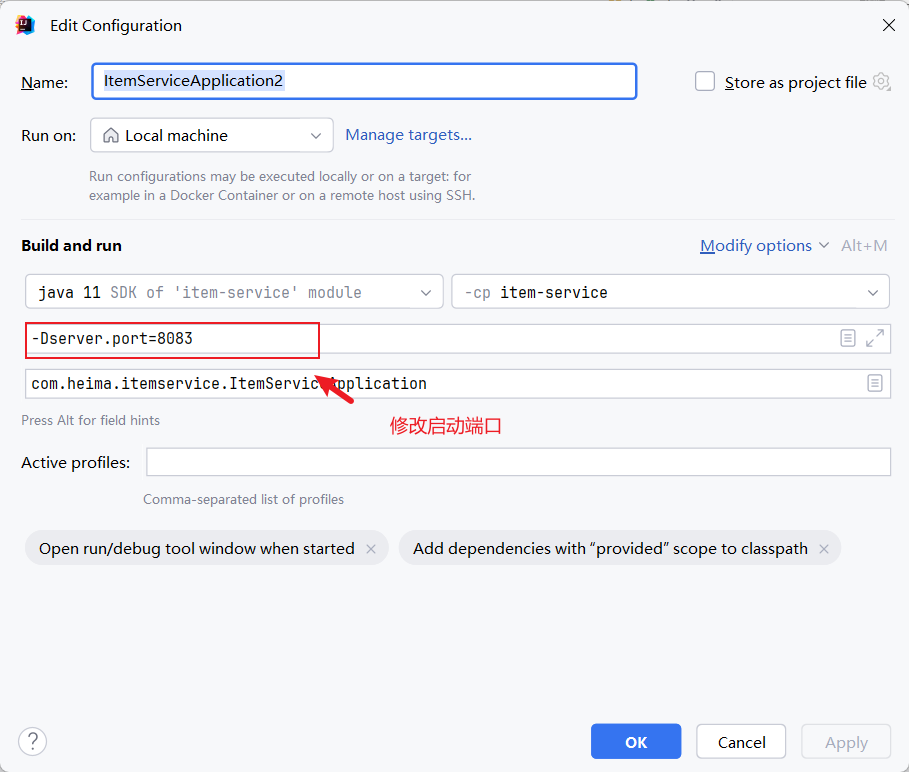 Edit Configuration
Name: ItemServiceApplication2 Store as project file
Run on: Local machine Manage targets...
Run configurations may be executed locally or on a target: for
example in a Docker Container or on a remote host using SSH.
Build and run Modify options Alt+M
java 11 SDK of 'item-service' module -cp item-service
-Dserver.port=8083
com.heima.itemservice.ItemServiceApplication
Press Alt for field hints
修改启动端口
Active profiles:
Comma-separated list of profiles
Open run/debug tool window when started Add dependencies with “provided” scope to classpath
? OK Cancel Apply